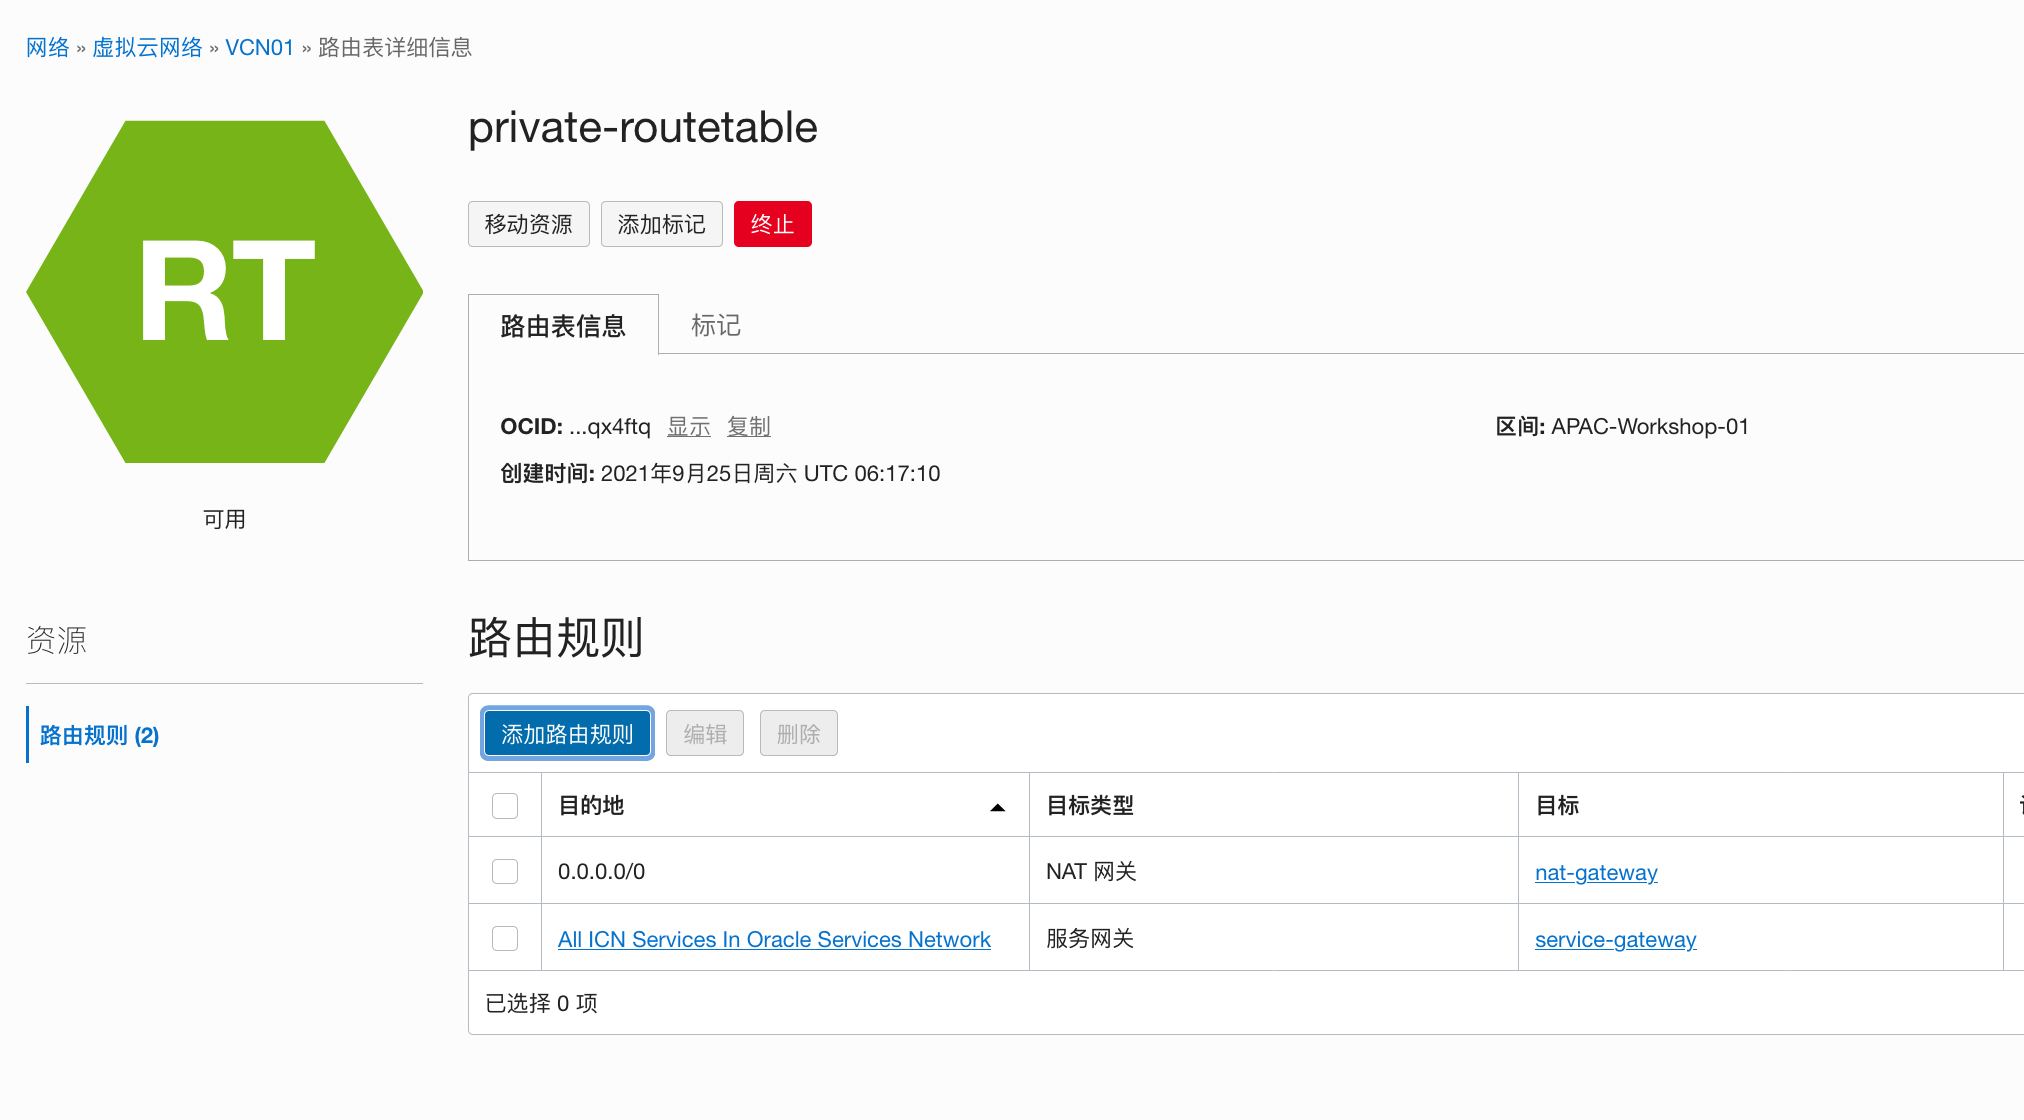 网络 » 虚拟云网络 » VCN01 » 路由表详细信息
private-routetable
RT
移动资源 添加标记 终止
路由表信息 标记
OCID: ...qx4ftq 显示 复制 区间: APAC-Workshop-01
创建时间: 2021年9月25日周六 UTC 06:17:10
可用
资源
路由规则 (2)
路由规则
添加路由规则 编辑 删除
目的地 目标类型 目标
0.0.0.0/0 NAT 网关 nat-gateway
All ICN Services In Oracle Services Network 服务网关 service-gateway
已选择 0 项